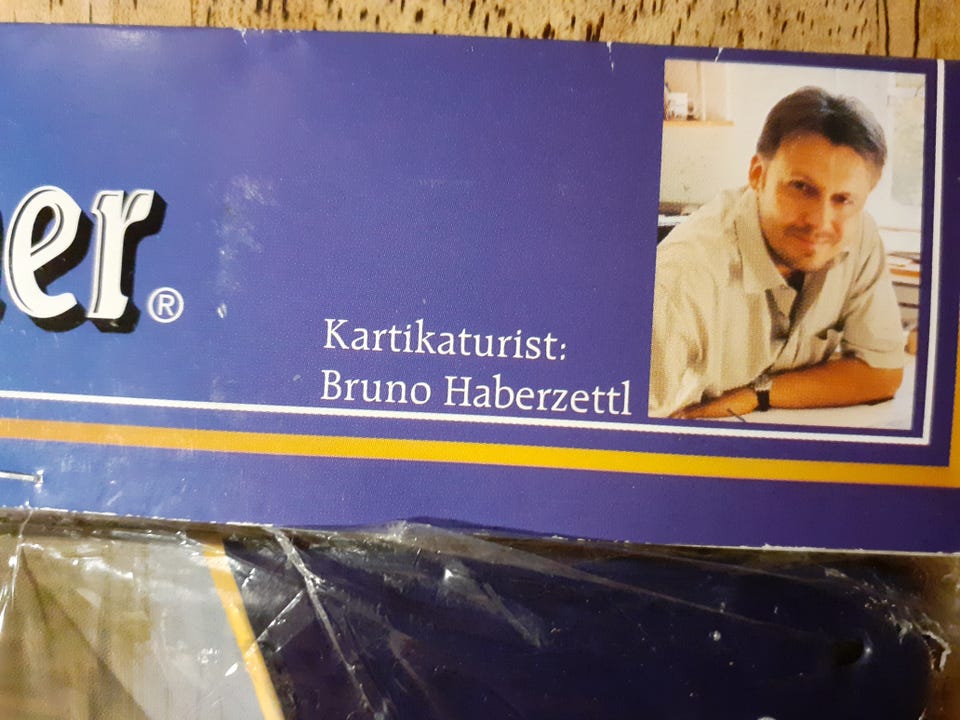 er®
Kartikaturist:
Bruno Haberzettl